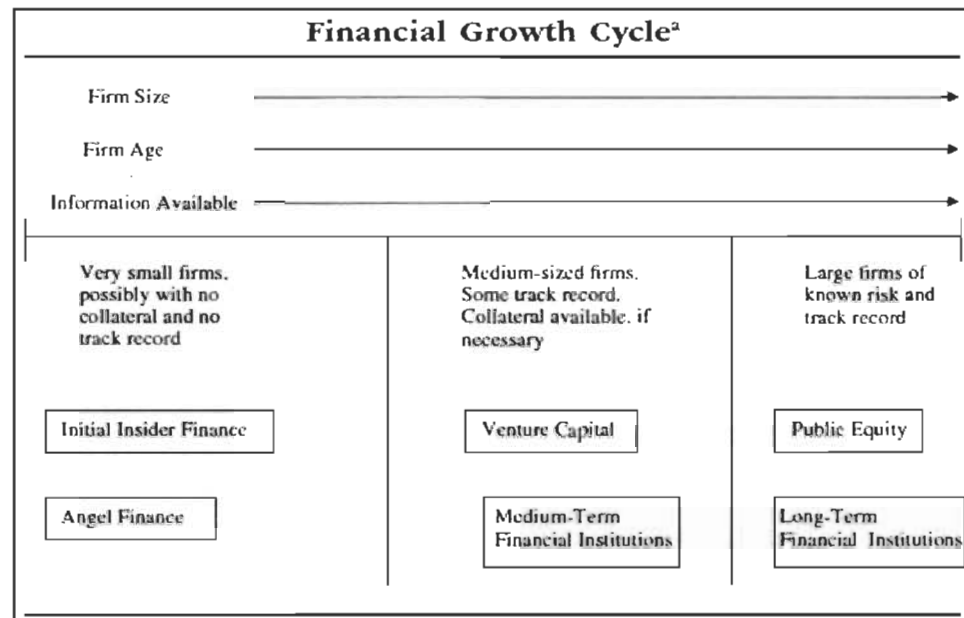 Financial Growth Cycleª
Firm Size
Firm Age
Information Available
Very small firms,
possibly with no
collateral and no
track record
Medium-sized firms.
Some track record.
Collateral available, if
necessary
Large firms of
known risk and
track record
Initial Insider Finance
Venture Capital
Public Equity
Angel Finance
Medium-Term
Financial Institutions
Long-Term
Financial Institutions